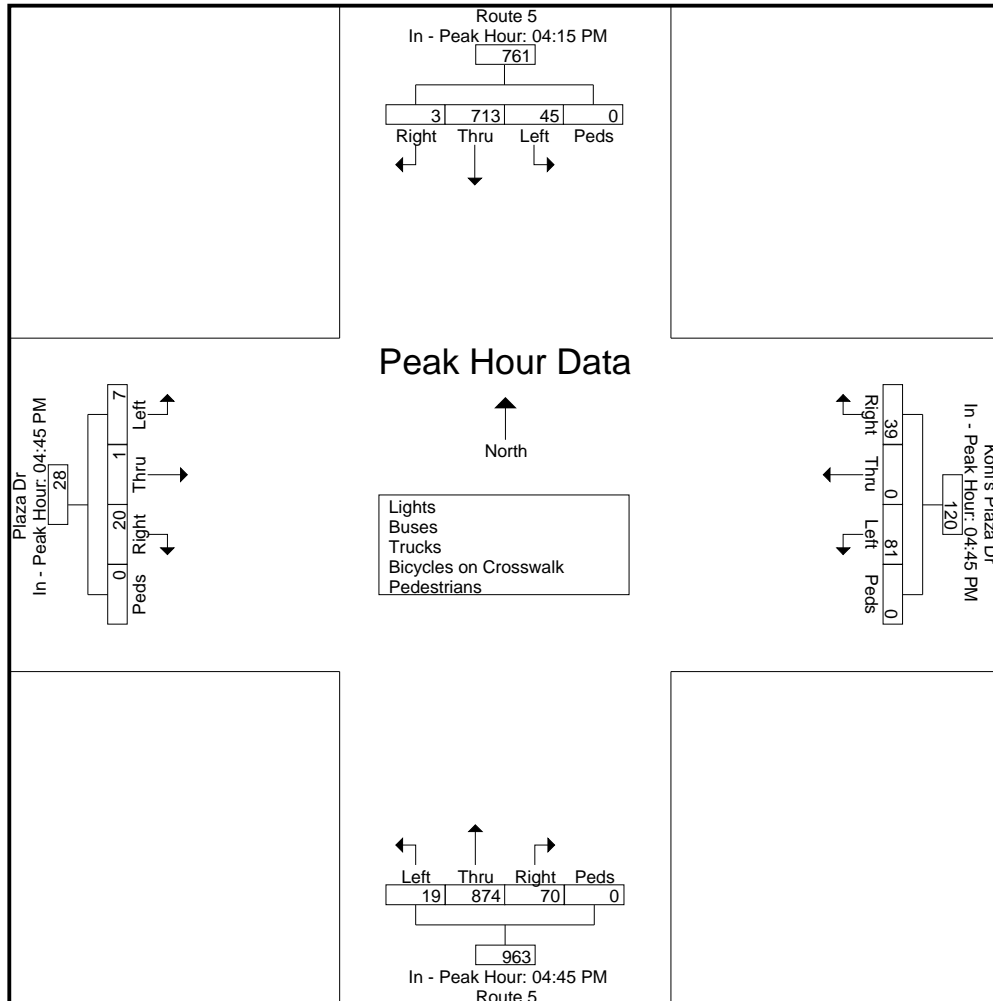 Route 5
In - Peak Hour: 04:15 PM
761
3 713 45 0
Right Thru Left Peds
Peak Hour Data
North
Lights
Buses
Trucks
Bicycles on Crosswalk
Pedestrians
Plaza Dr
In - Peak Hour: 04:45 PM
28
7 1 20 0
Left Thru Right Peds
Kohl's Plaza Dr
In - Peak Hour: 04:45 PM
120
39 0 81 0
Right Thru Left Peds
Left Thru Right Peds
19 874 70 0
963
In - Peak Hour: 04:45 PM
Route 5